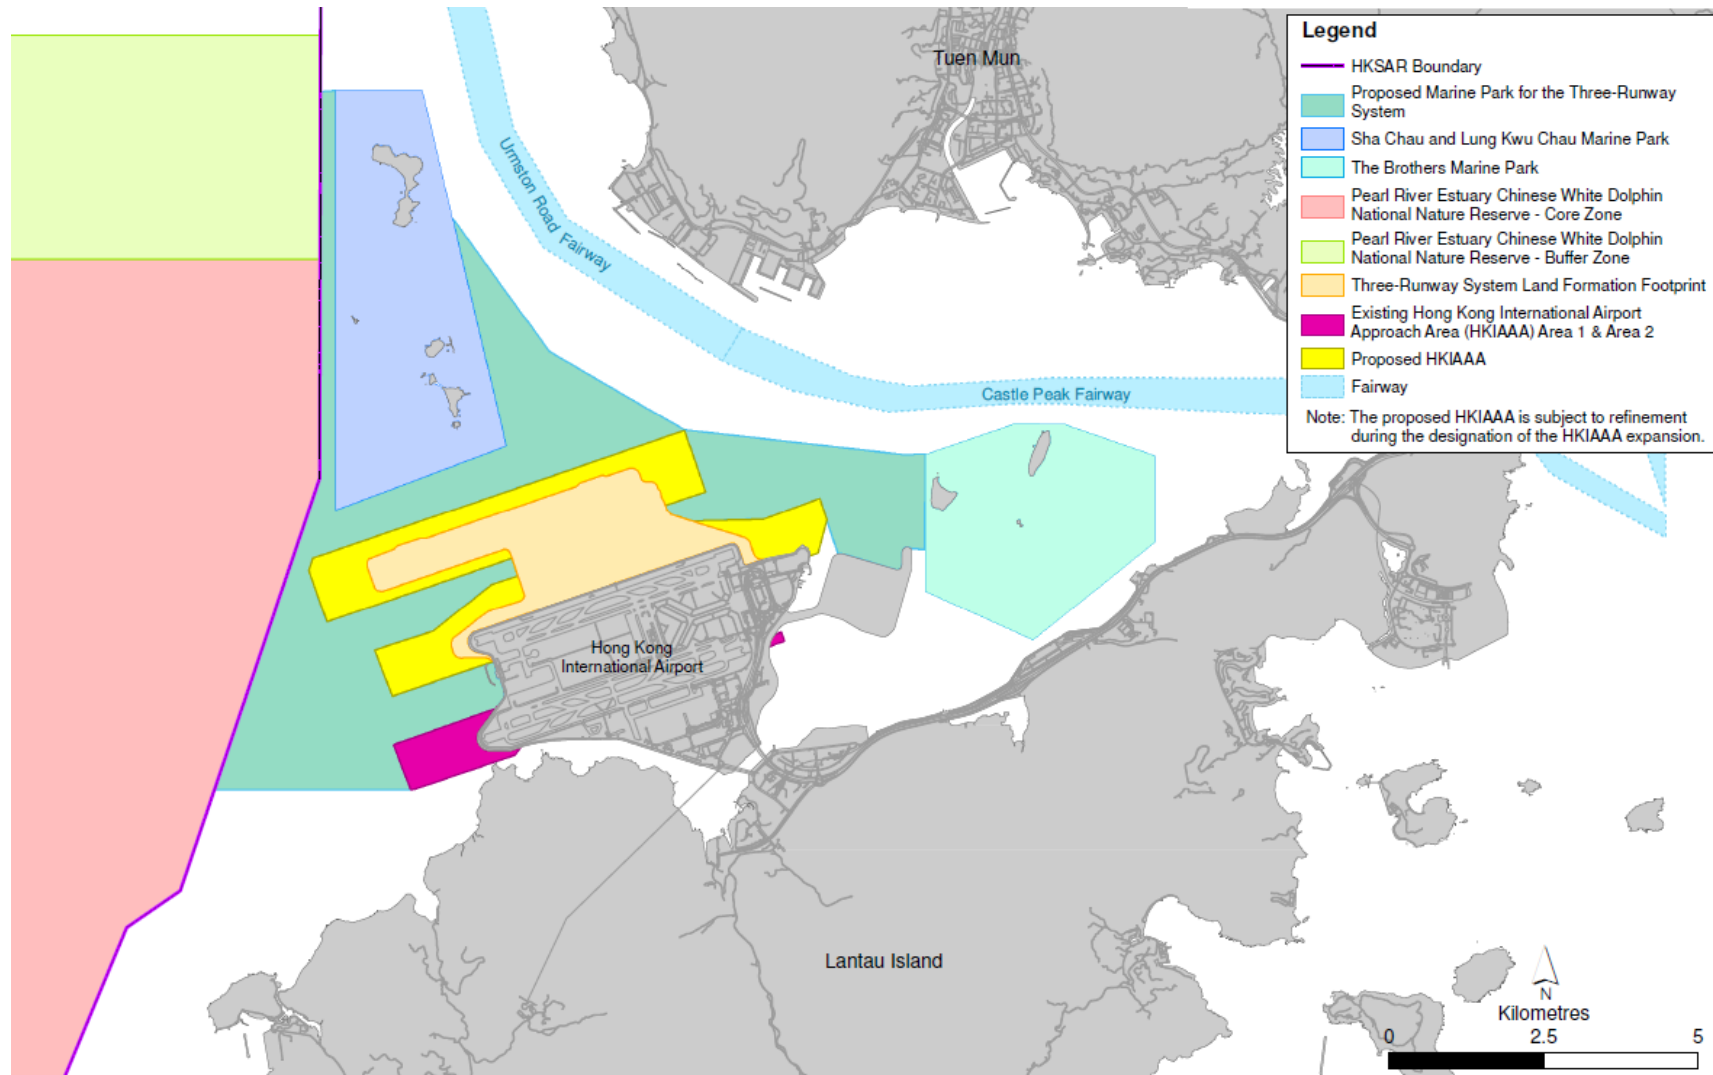 Tuen Mun
Urmston Road Fairway
Castle Peak Fairway
Hong Kong
International Airport
Lantau Island
Legend
HKSAR Boundary
Proposed Marine Park for the Three-Runway
System
Sha Chau and Lung Kwu Chau Marine Park
The Brothers Marine Park
Pearl River Estuary Chinese White Dolphin
National Nature Reserve - Core Zone
Pearl River Estuary Chinese White Dolphin
National Nature Reserve - Buffer Zone
Three-Runway System Land Formation Footprint
Existing Hong Kong International Airport
Approach Area (HKIAAA) Area 1 & Area 2
Proposed HKIAAA
Fairway
Note: The proposed HKIAAA is subject to refinement
during the designation of the HKIAAA expansion.
N
Kilometres
0 2.5 5